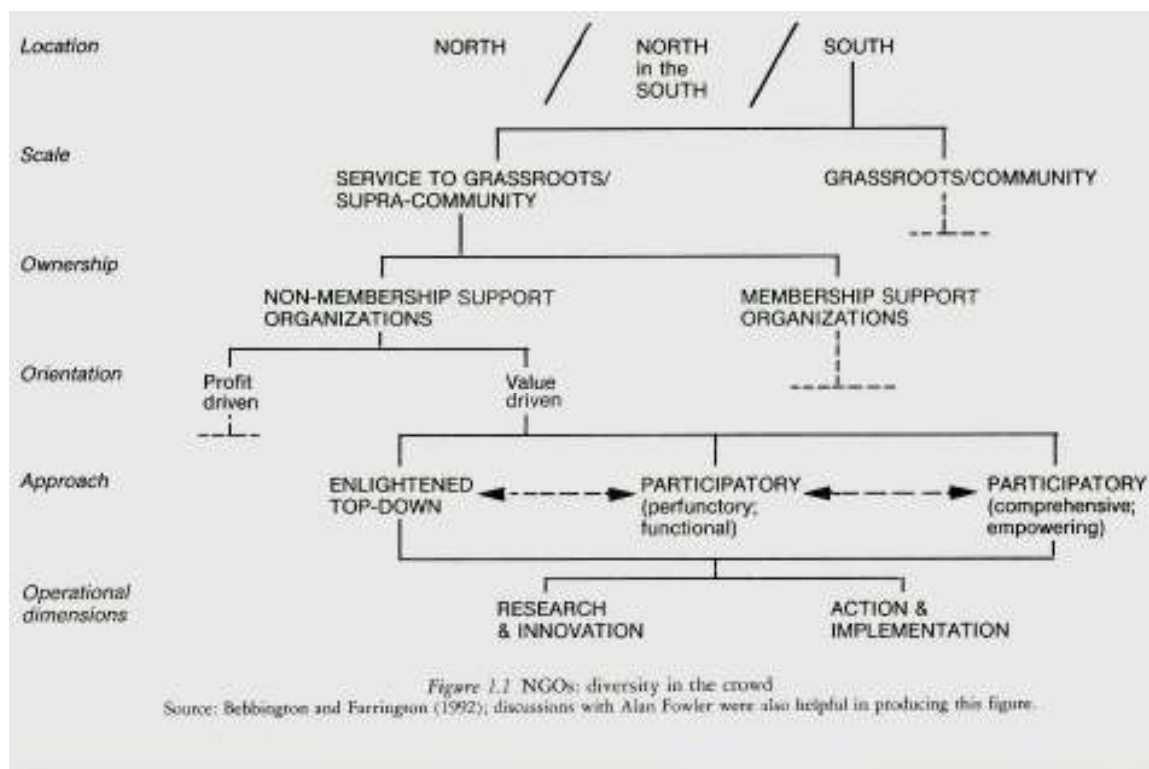 Location
NORTH
NORTH
in the
SOUTH
SOUTH
Scale
SERVICE TO GRASSROOTS/
SUPRA-COMMUNITY
GRASSROOTS/COMMUNITY
Ownership
NON-MEMBERSHIP SUPPORT
ORGANIZATIONS
MEMBERSHIP SUPPORT
ORGANIZATIONS
Orientation
Profit
driven
Value
driven
Approach
ENLIGHTENED
TOP-DOWN
PARTICIPATORY
(perfunctory;
functional)
PARTICIPATORY
(comprehensive;
empowering)
Operational
dimensions
RESEARCH
& INNOVATION
ACTION &
IMPLEMENTATION
Figure 1.1 NGOs: diversity in the crowd
Source: Bebbington and Farrington (1992); discussions with Alan Fowler were also helpful in producing this figure.